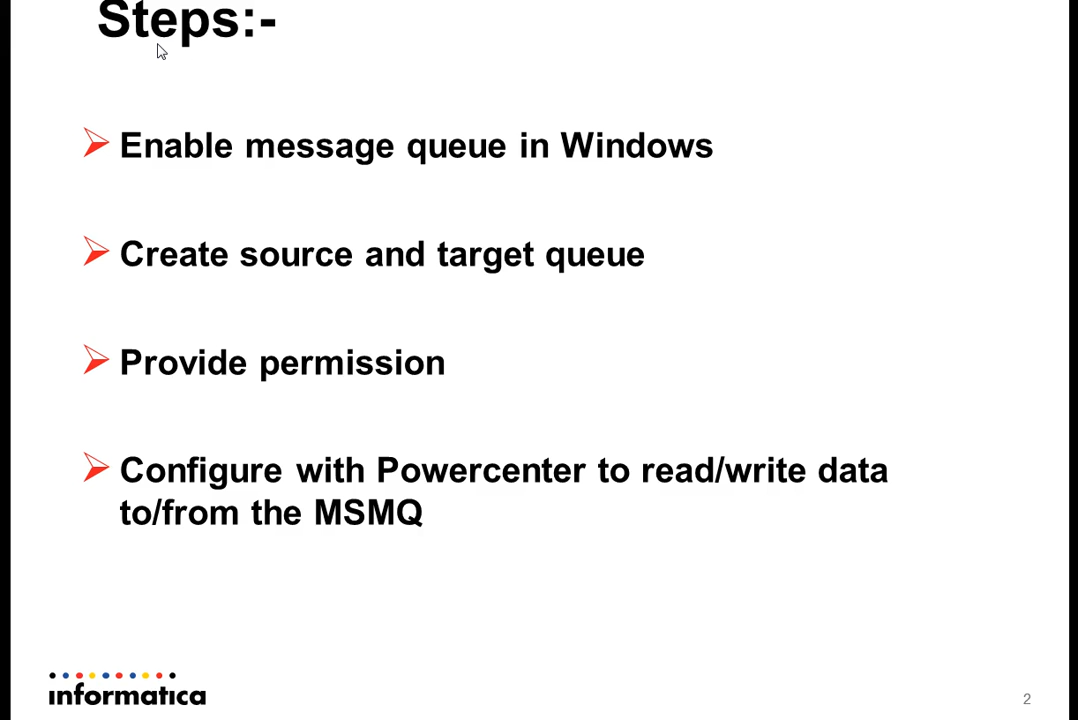 Steps:-
Enable message queue in Windows
Create source and target queue
Provide permission
Configure with Powercenter to read/write data
to/from the MSMQ
informatica
2